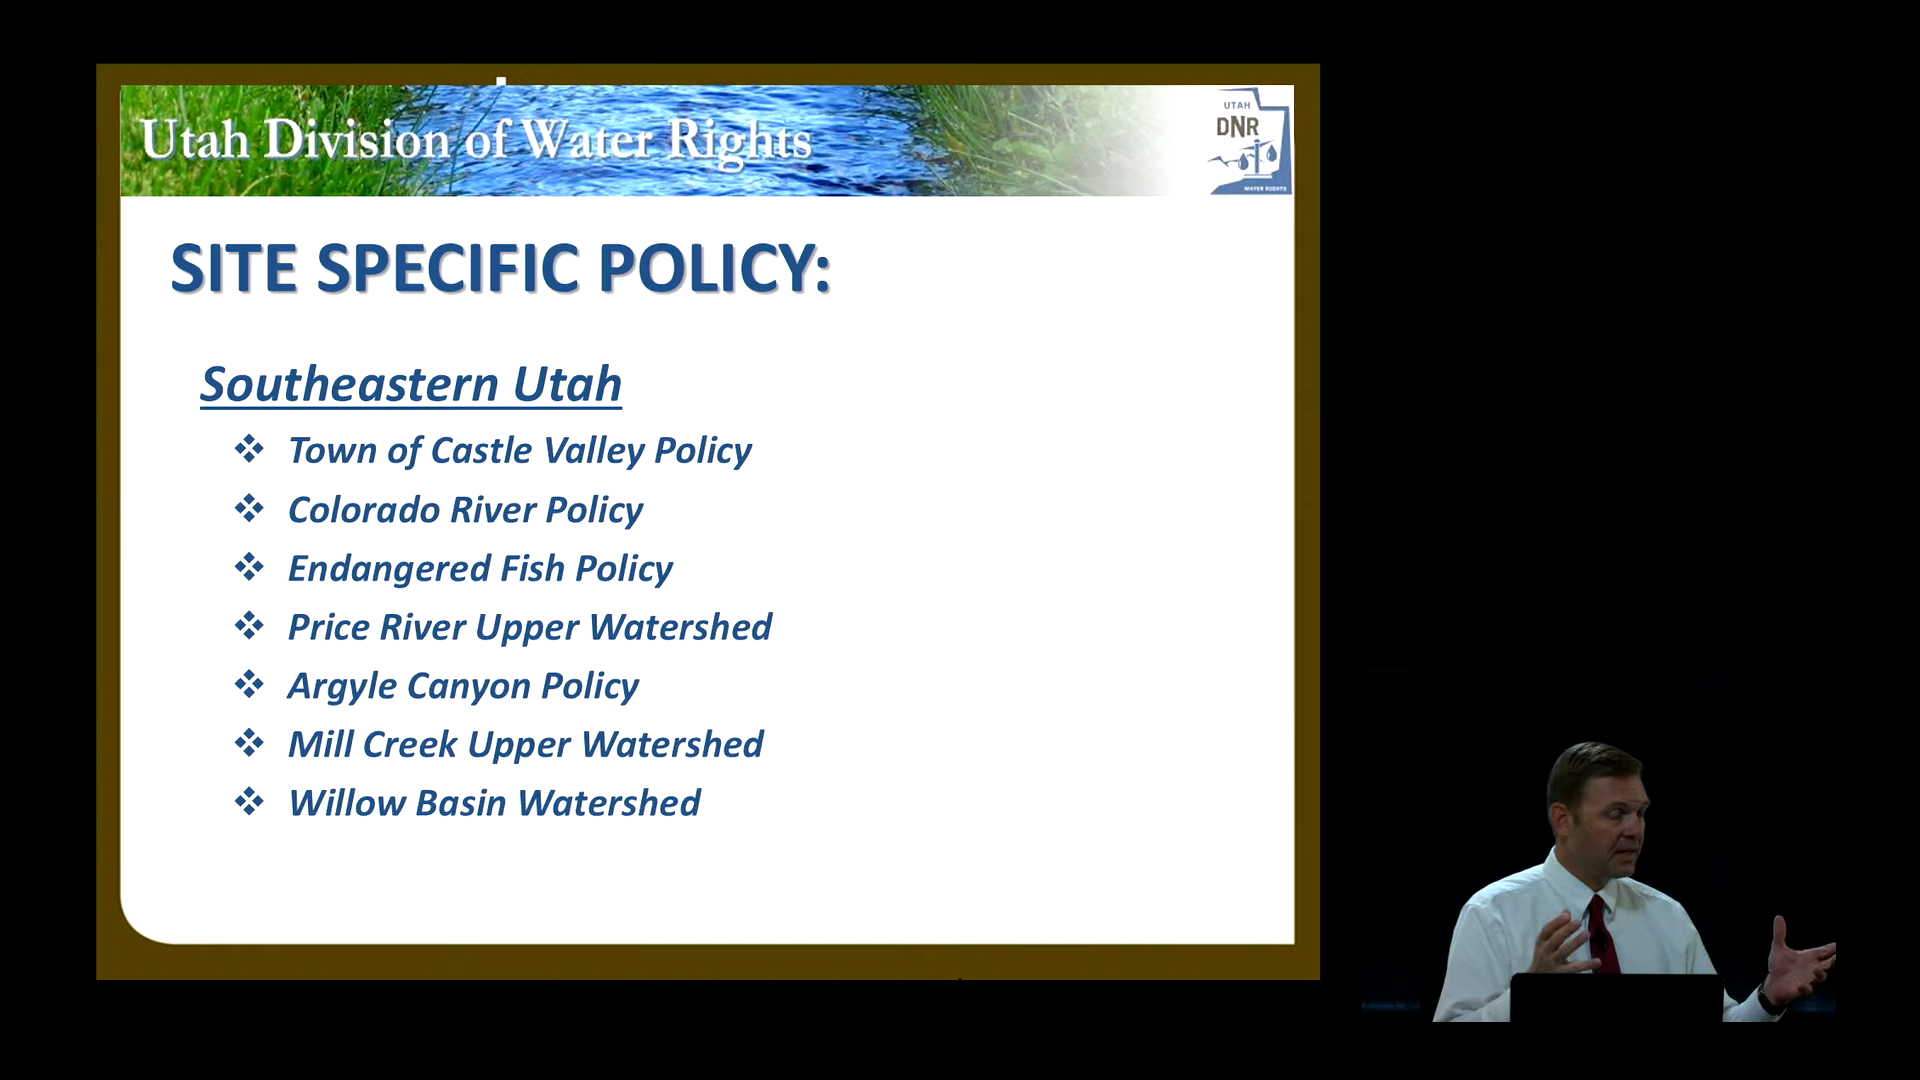 Utah Division of Water Rights
UTAH
DNR
WATER RIGHTS
SITE SPECIFIC POLICY:
Southeastern Utah
❖ Town of Castle Valley Policy
❖ Colorado River Policy
❖ Endangered Fish Policy
❖ Price River Upper Watershed
❖ Argyle Canyon Policy
❖ Mill Creek Upper Watershed
❖ Willow Basin Watershed